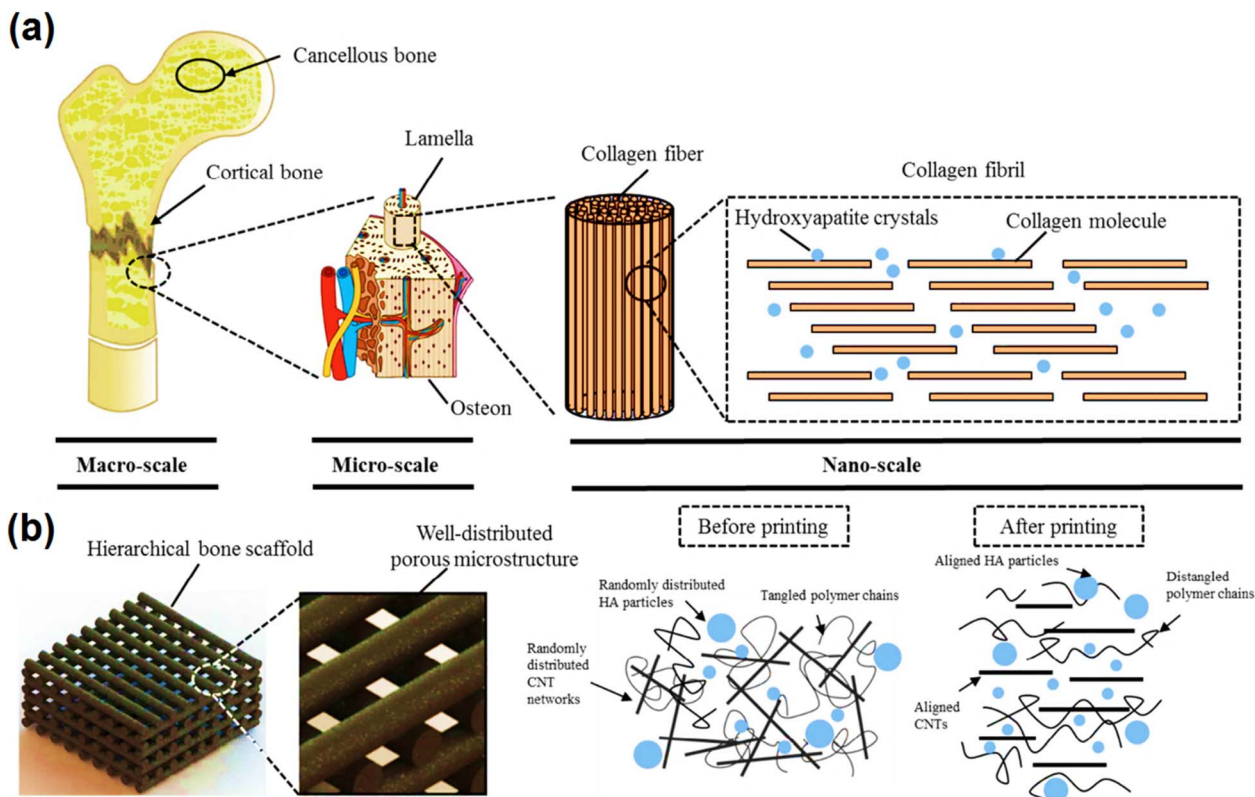 (a)
Cancellous bone
Cortical bone
Lamella
Osteon
Collagen fiber
Collagen fibril
Hydroxyapatite crystals
Collagen molecule
Macro-scale
Micro-scale
Nano-scale
(b)
Hierarchical bone scaffold
Well-distributed
porous microstructure
Before printing
Randomly distributed
HA particles
Tangled polymer chains
Randomly
distributed
CNT
networks
After printing
Aligned HA particles
Distangled
polymer chains
Aligned
CNTs